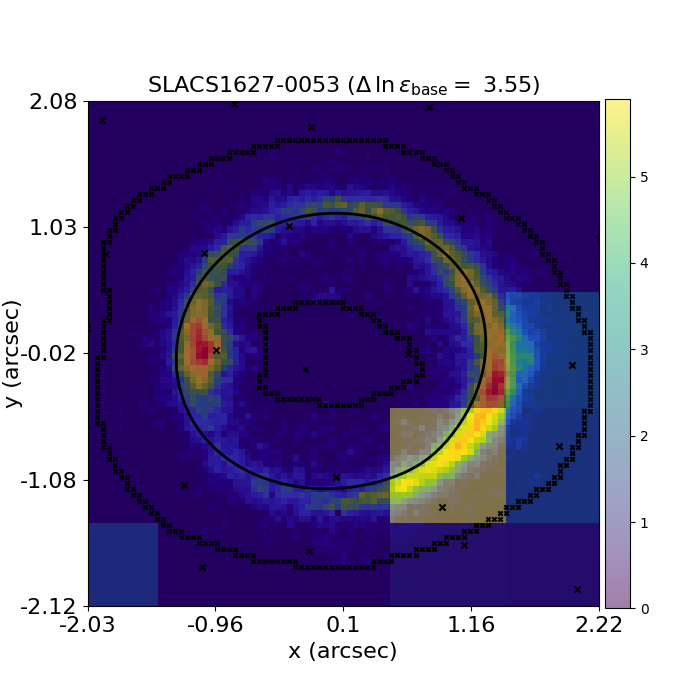 SLACS1627-0053 (Δ ln ε_base = 3.55)
2.08
1.03
-0.02
-1.08
-2.12
y (arcsec)
-2.03 -0.96 0.1 1.16 2.22
x (arcsec)
5
4
3
2
1
0